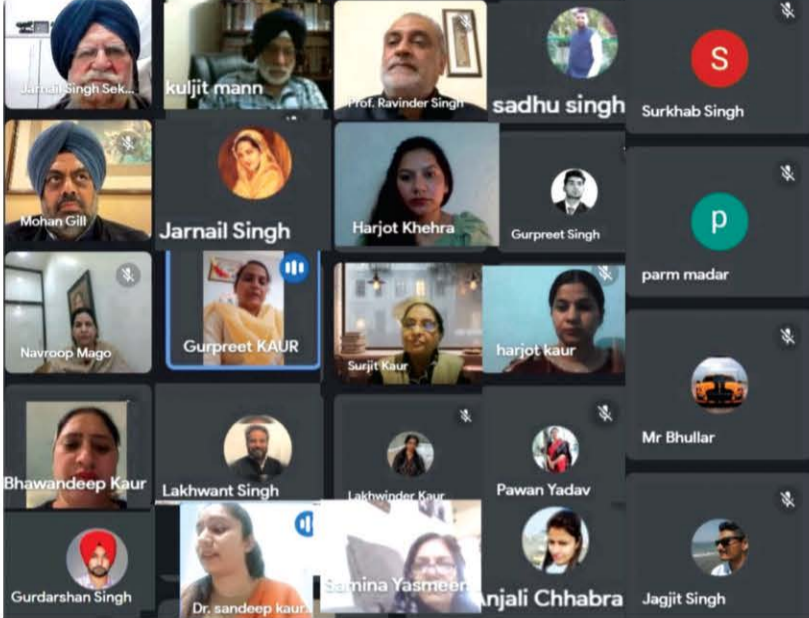 Jarnail Singh Sek...
kuljit mann
Prof. Ravinder Singh
sadhu singh
S
Surkhab Singh
Mohan Gill
Jarnail Singh
Harjot Khehra
Gurpreet Singh
p
parm madar
Navroop Mago
Gurpreet KAUR
Surjit Kaur
harjot kaur
Mr Bhullar
Bhawandeep Kaur
Lakhwant Singh
Lakhwinder Kaur
Pawan Yadav
Gurdarshan Singh
Dr. sandeep kaur
Samina Yasmeen
Anjali Chhabra
Jagjit Singh